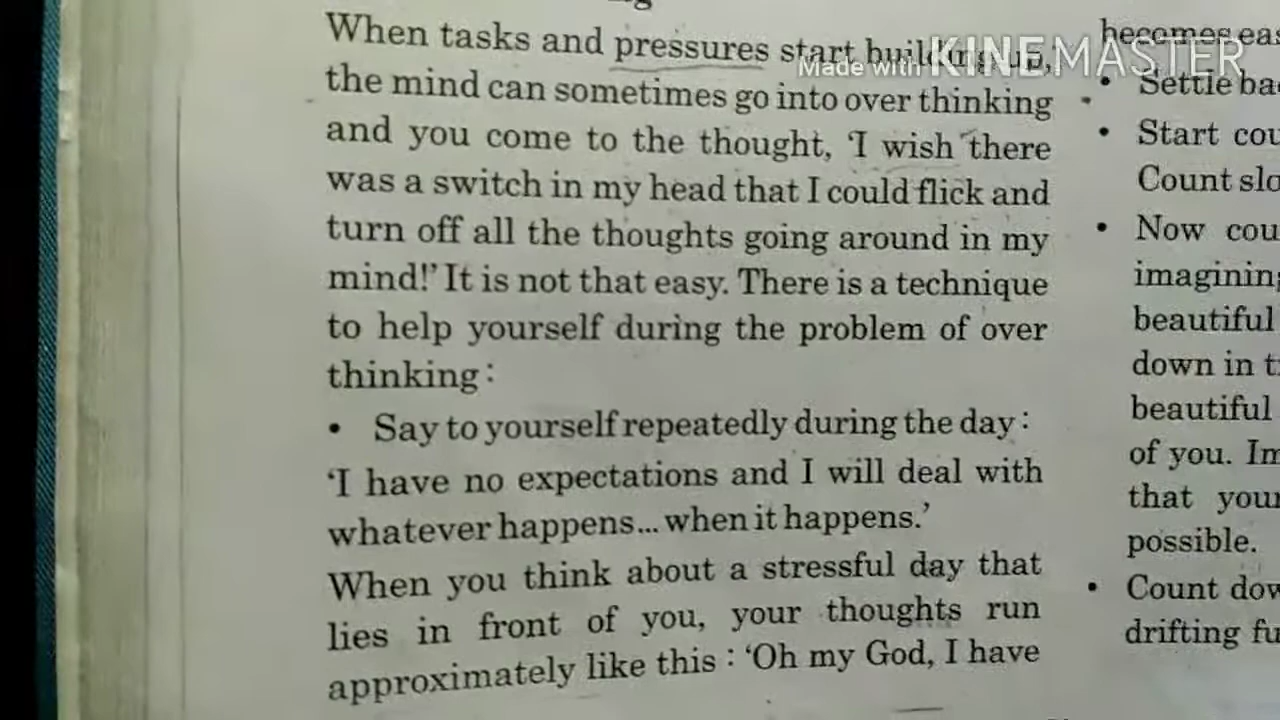 When tasks and pressures start building up,
the mind can sometimes go into over thinking
and you come to the thought, 'I wish there
was a switch in my head that I could flick and
turn off all the thoughts going around in my
mind!' It is not that easy. There is a technique
to help yourself during the problem of over
thinking :
• Say to yourself repeatedly during the day :
'I have no expectations and I will deal with
whatever happens... when it happens.'
When you think about a stressful day that
lies in front of you, your thoughts run
approximately like this : 'Oh my God, I have
becomes
•
• Start
Count
• Now
beautiful
down in
beautiful
of you.
that
possible.
• Count
drifting
Made with KINEMASTER